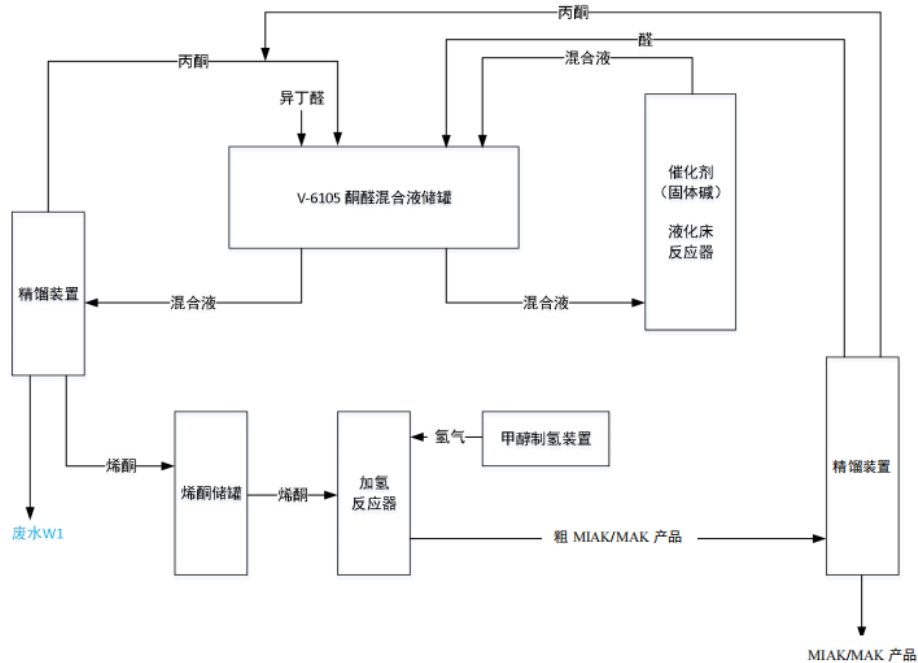 丙酮
醛
丙酮
混合液
异丁醛
V-6105 酮醛混合液储罐
催化剂
（固体碱）
液化床
反应器
精馏装置
混合液
混合液
氢气
甲醇制氢装置
烯酮
烯酮储罐
烯酮
加氢
反应器
精馏装置
废水W1
粗 MIAK/MAK 产品
MIAK/MAK 产品